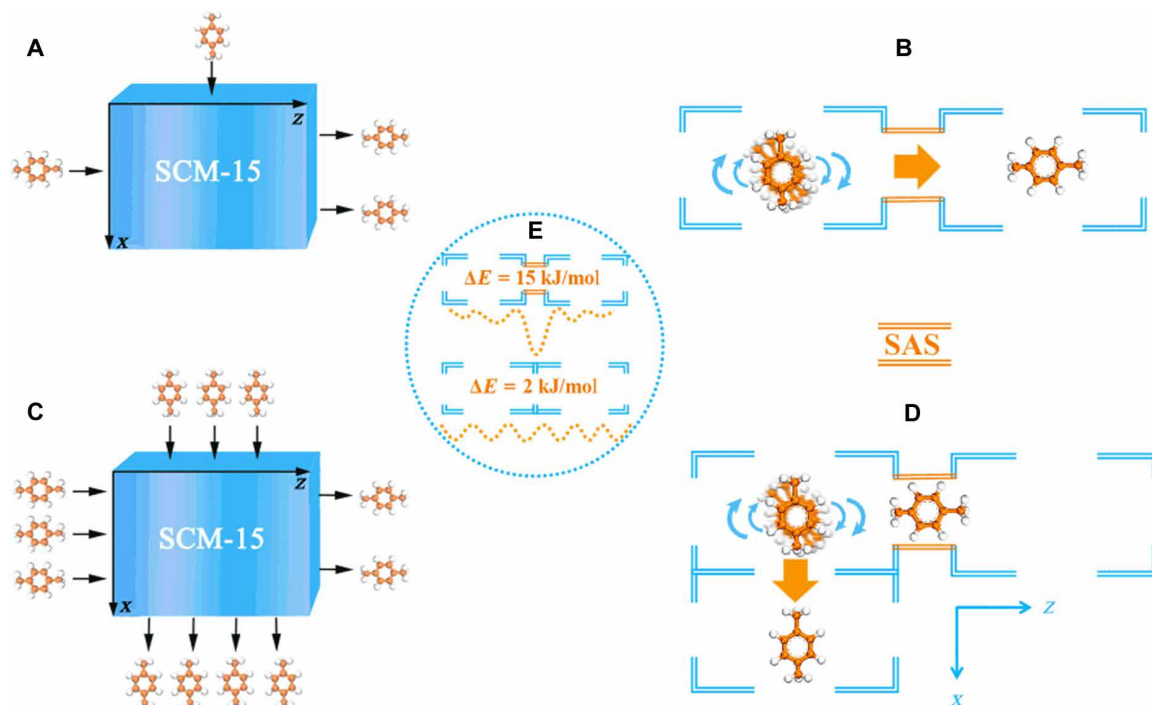 A
B
Z
SCM-15
X
E
ΔE = 15 kJ/mol
SAS
ΔE = 2 kJ/mol
C
D
Z
SCM-15
X
Z
X